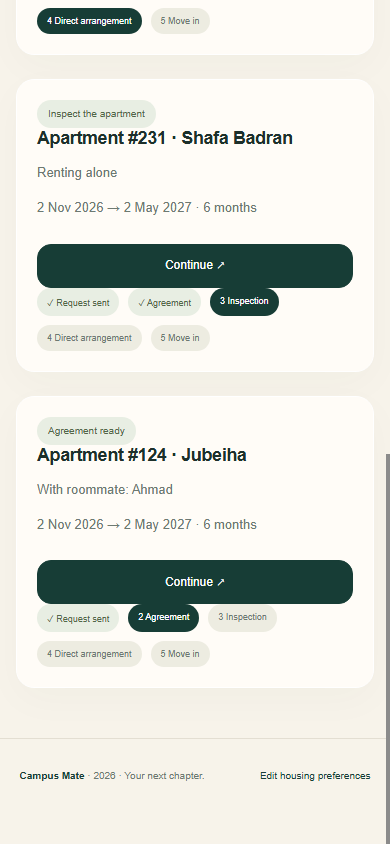 4 Direct arrangement 5 Move in
Inspect the apartment
Apartment #231 · Shafa Badran
Renting alone
2 Nov 2026 → 2 May 2027 · 6 months
Continue ↗
✓ Request sent ✓ Agreement 3 Inspection
4 Direct arrangement 5 Move in
Agreement ready
Apartment #124 · Jubeiha
With roommate: Ahmad
2 Nov 2026 → 2 May 2027 · 6 months
Continue ↗
✓ Request sent 2 Agreement 3 Inspection
4 Direct arrangement 5 Move in
Campus Mate · 2026 · Your next chapter. Edit housing preferences